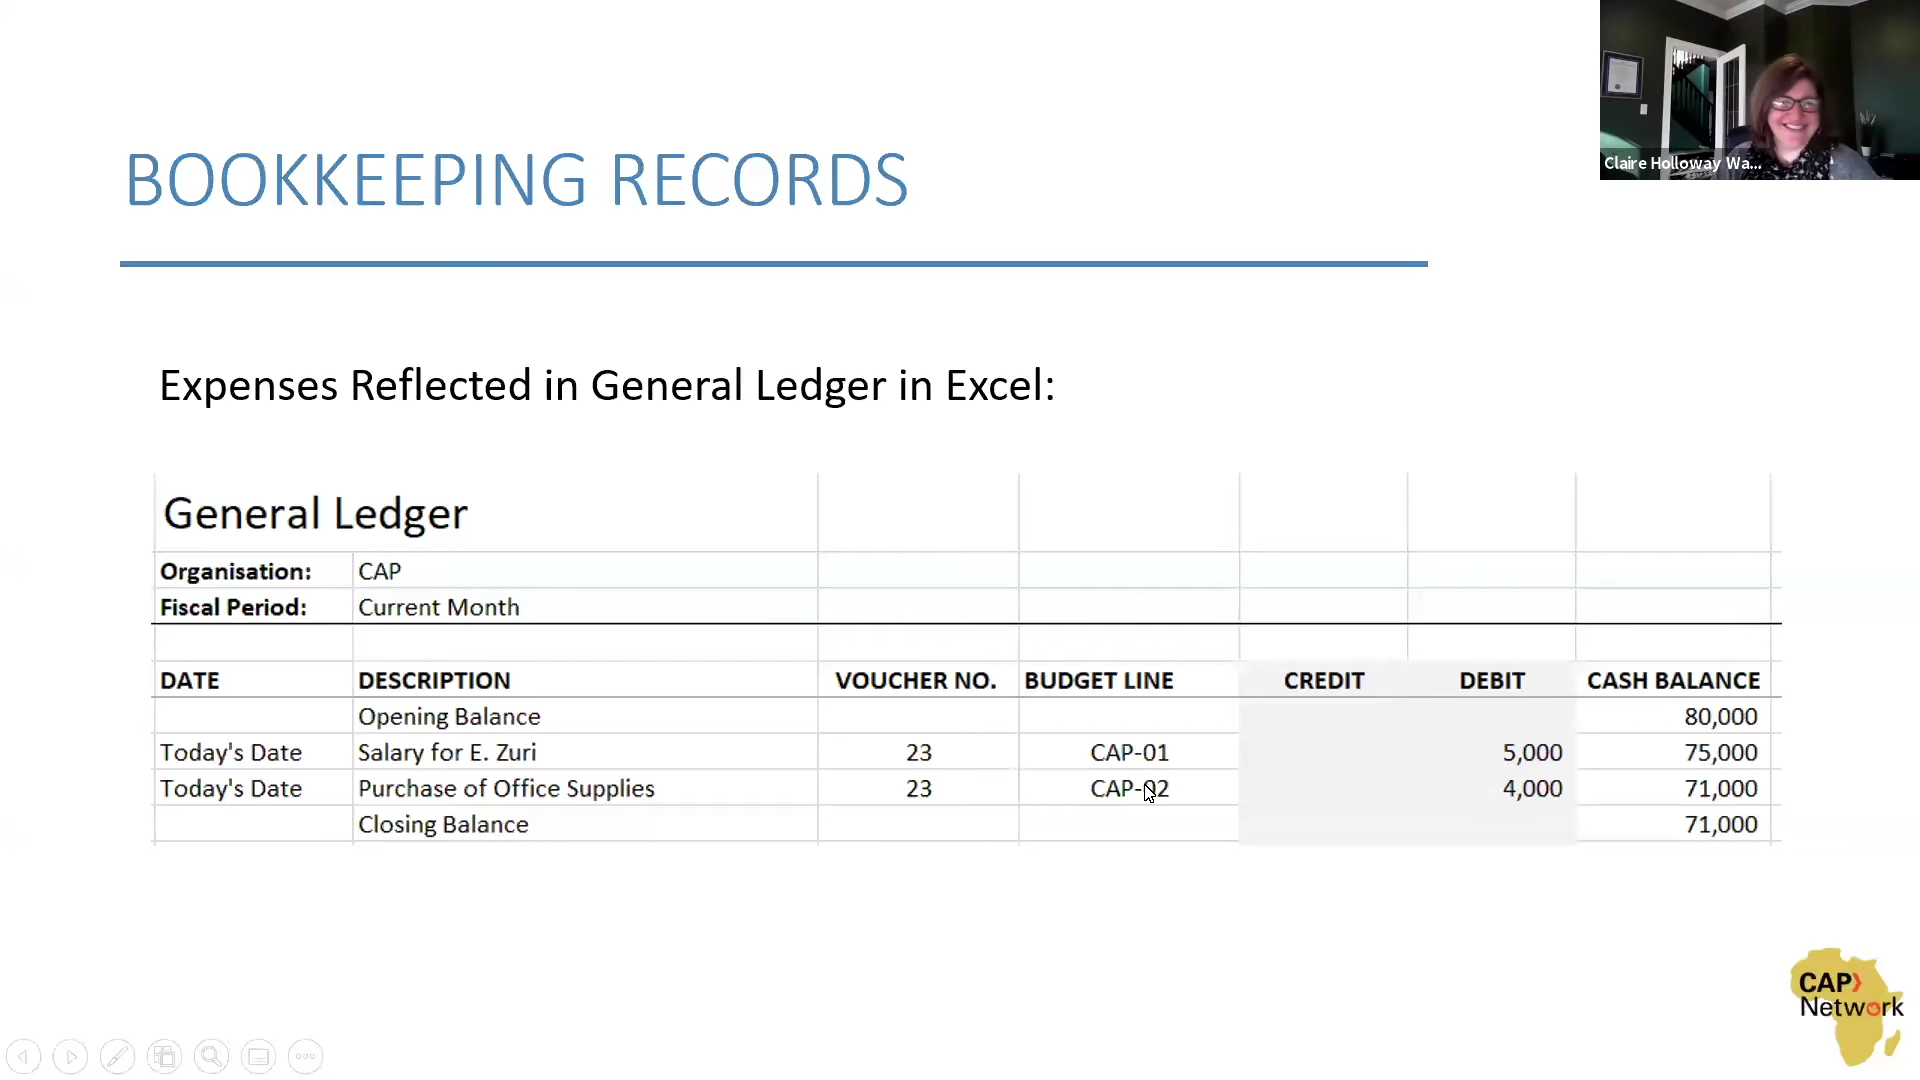 Claire Holloway Wa...
BOOKKEEPING RECORDS
Expenses Reflected in General Ledger in Excel:
General Ledger
Organisation: CAP
Fiscal Period: Current Month
DATE DESCRIPTION VOUCHER NO. BUDGET LINE CREDIT DEBIT CASH BALANCE
Opening Balance 80,000
Today's Date Salary for E. Zuri 23 CAP-01 5,000 75,000
Today's Date Purchase of Office Supplies 23 CAP-02 4,000 71,000
Closing Balance 71,000
CAP
Network